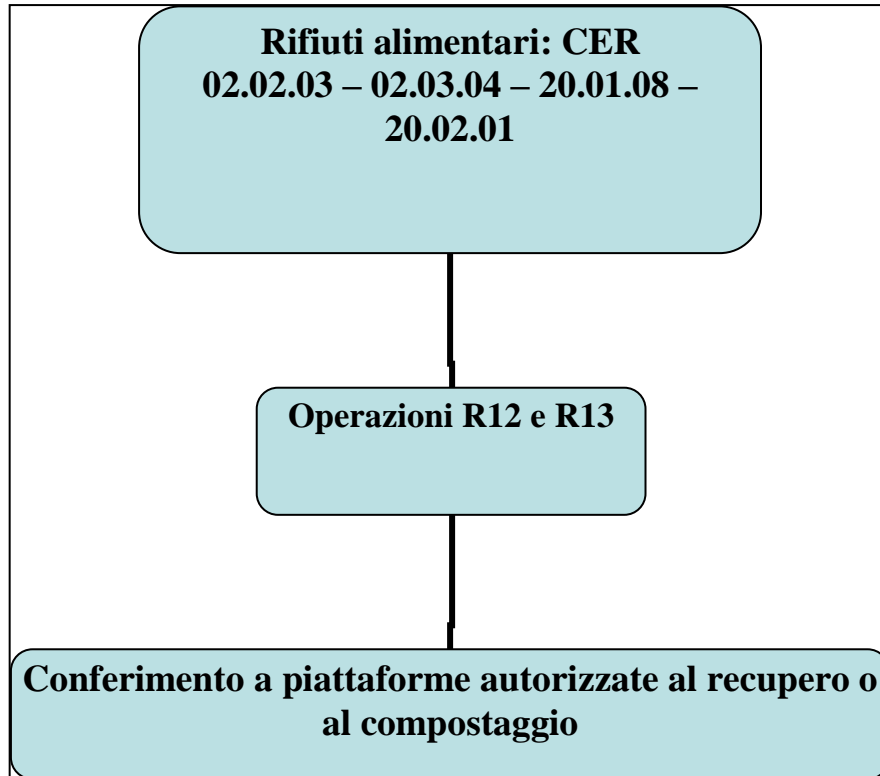 Rifiuti alimentari: CER
02.02.03 – 02.03.04 – 20.01.08 –
20.02.01
Operazioni R12 e R13
Conferimento a piattaforme autorizzate al recupero o
al compostaggio